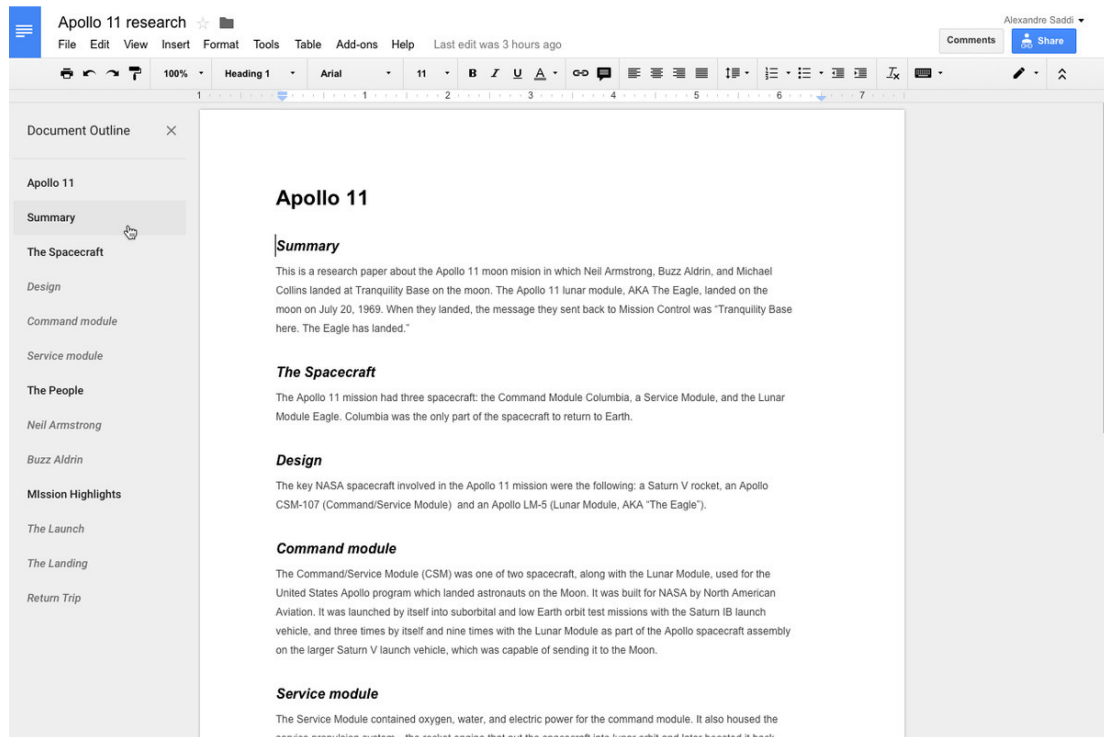 Apollo 11 research
Alexandre Saddi
File Edit View Insert Format Tools Table Add-ons Help Last edit was 3 hours ago
Comments
Share
100% Heading 1 Arial 11 B I U A
1 1 2 3 4 5 6 7
Document Outline
Apollo 11
Summary
The Spacecraft
Design
Command module
Service module
The People
Neil Armstrong
Buzz Aldrin
MIssion Highlights
The Launch
The Landing
Return Trip
Apollo 11
Summary
This is a research paper about the Apollo 11 moon mision in which Neil Armstrong, Buzz Aldrin, and Michael
Collins landed at Tranquility Base on the moon. The Apollo 11 lunar module, AKA The Eagle, landed on the
moon on July 20, 1969. When they landed, the message they sent back to Mission Control was “Tranquility Base
here. The Eagle has landed.”
The Spacecraft
The Apollo 11 mission had three spacecraft: the Command Module Columbia, a Service Module, and the Lunar
Module Eagle. Columbia was the only part of the spacecraft to return to Earth.
Design
The key NASA spacecraft involved in the Apollo 11 mission were the following: a Saturn V rocket, an Apollo
CSM-107 (Command/Service Module) and an Apollo LM-5 (Lunar Module, AKA “The Eagle”).
Command module
The Command/Service Module (CSM) was one of two spacecraft, along with the Lunar Module, used for the
United States Apollo program which landed astronauts on the Moon. It was built for NASA by North American
Aviation. It was launched by itself into suborbital and low Earth orbit test missions with the Saturn IB launch
vehicle, and three times by itself and nine times with the Lunar Module as part of the Apollo spacecraft assembly
on the larger Saturn V launch vehicle, which was capable of sending it to the Moon.
Service module
The Service Module contained oxygen, water, and electric power for the command module. It also housed the